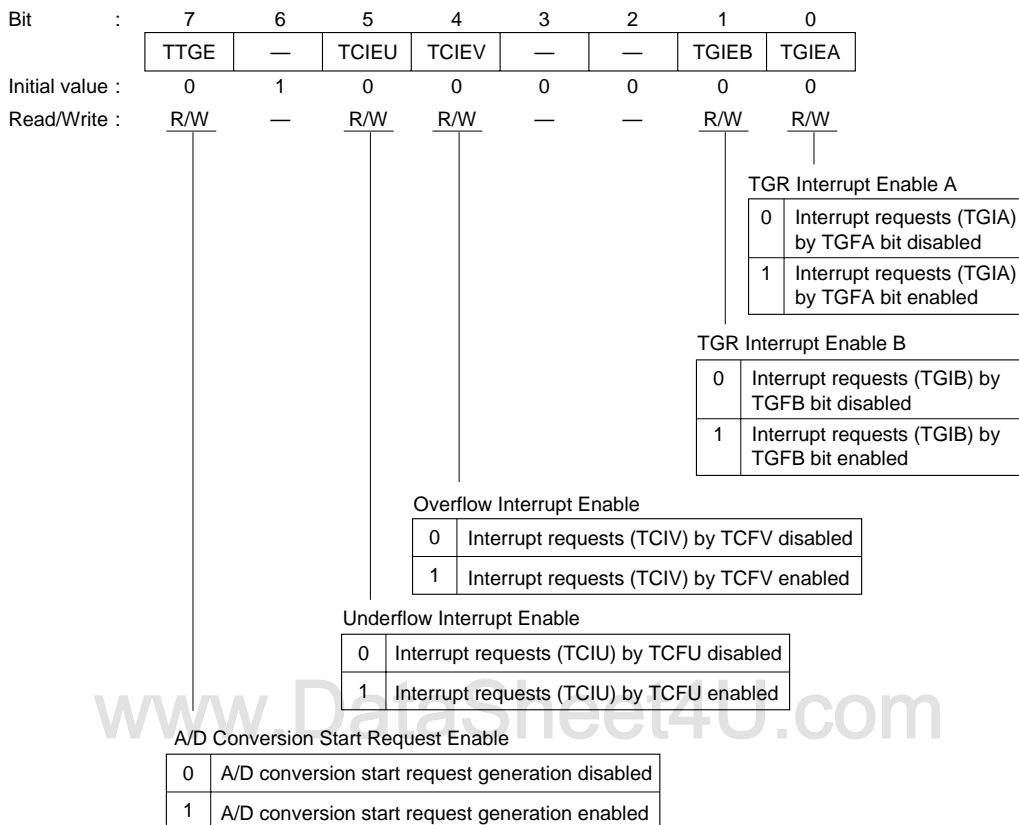 Bit : 7 6 5 4 3 2 1 0
TTGE — TCIEU TCIEV — — TGIEB TGIEA
Initial value : 0 1 0 0 0 0 0 0
Read/Write : R/W — R/W R/W — — R/W R/W
TGR Interrupt Enable A
0 Interrupt requests (TGIA)
by TGFA bit disabled
1 Interrupt requests (TGIA)
by TGFA bit enabled
TGR Interrupt Enable B
0 Interrupt requests (TGIB) by
TGFB bit disabled
1 Interrupt requests (TGIB) by
TGFB bit enabled
Overflow Interrupt Enable
0 Interrupt requests (TCIV) by TCFV disabled
1 Interrupt requests (TCIV) by TCFV enabled
Underflow Interrupt Enable
0 Interrupt requests (TCIU) by TCFU disabled
1 Interrupt requests (TCIU) by TCFU enabled
www.DataSheet4U.com
A/D Conversion Start Request Enable
0 A/D conversion start request generation disabled
1 A/D conversion start request generation enabled